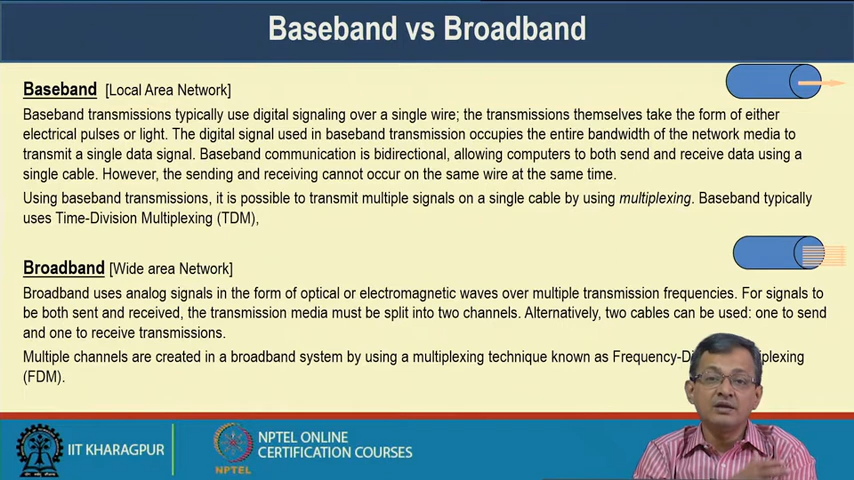 Baseband vs Broadband
Baseband [Local Area Network]
Baseband transmissions typically use digital signaling over a single wire; the transmissions themselves take the form of either
electrical pulses or light. The digital signal used in baseband transmission occupies the entire bandwidth of the network media to
transmit a single data signal. Baseband communication is bidirectional, allowing computers to both send and receive data using a
single cable. However, the sending and receiving cannot occur on the same wire at the same time.
Using baseband transmissions, it is possible to transmit multiple signals on a single cable by using multiplexing. Baseband typically
uses Time-Division Multiplexing (TDM),
Broadband [Wide area Network]
Broadband uses analog signals in the form of optical or electromagnetic waves over multiple transmission frequencies. For signals to
be both sent and received, the transmission media must be split into two channels. Alternatively, two cables can be used: one to send
and one to receive transmissions.
Multiple channels are created in a broadband system by using a multiplexing technique known as Frequency-Di plexing
(FDM).
IIT KHARAGPUR
NPTEL
NPTEL ONLINE
CERTIFICATION COURSES